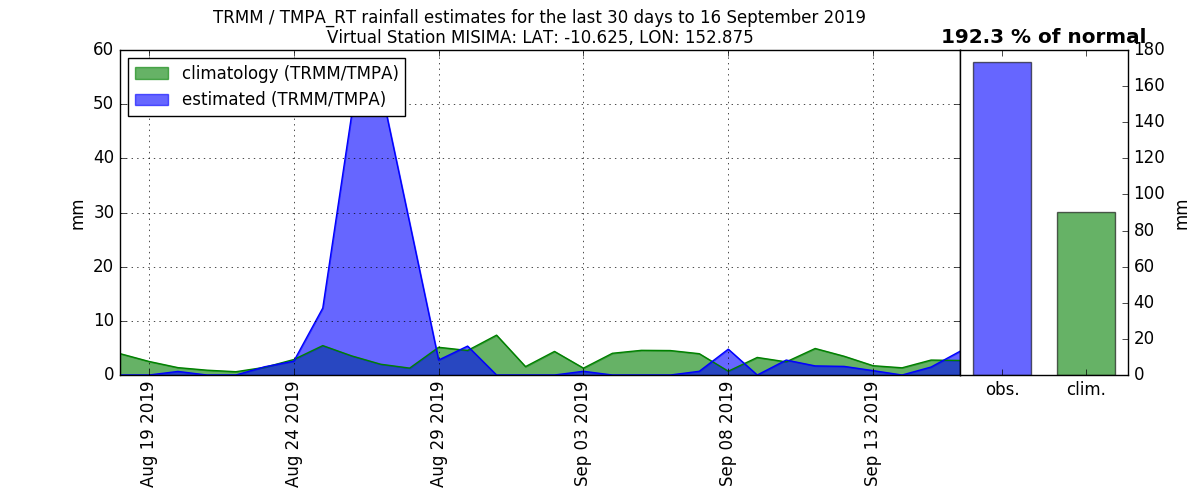 TRMM / TMPA_RT rainfall estimates for the last 30 days to 16 September 2019
Virtual Station MISIMA: LAT: -10.625, LON: 152.875
192.3 % of normal
climatology (TRMM/TMPA)
estimated (TRMM/TMPA)
60
50
40
30
20
10
0
mm
Aug 19 2019
Aug 24 2019
Aug 29 2019
Sep 03 2019
Sep 08 2019
Sep 13 2019
180
160
140
120
100
80
60
40
20
0
mm
obs.
clim.